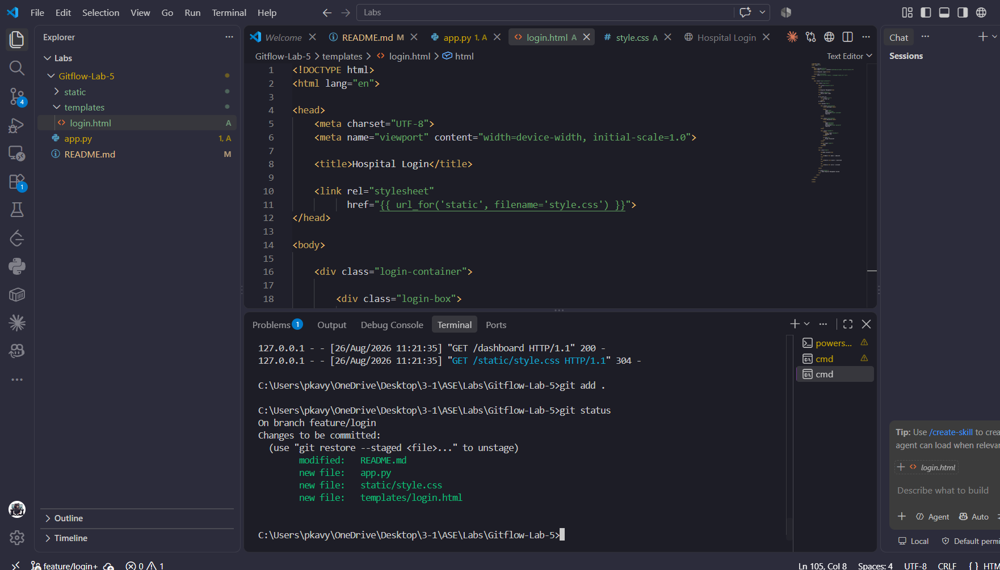 File Edit Selection View Go Run Terminal Help
Labs
Explorer
Labs
Gitflow-Lab-5
static
templates
login.html A
app.py 1, A
README.md M
4
1
Outline
Timeline
Welcome
README.md M
app.py 1, A
login.html A
# style.css A
Hospital Login
Gitflow-Lab-5 > templates > login.html > html
Text Editor
1 <!DOCTYPE html>
2 <html lang="en">
3
4 <head>
5 <meta charset="UTF-8">
6 <meta name="viewport" content="width=device-width, initial-scale=1.0">
7
8 <title>Hospital Login</title>
9
10 <link rel="stylesheet"
11 href="{{ url_for('static', filename='style.css') }}">
12 </head>
13
14 <body>
15
16 <div class="login-container">
17
18 <div class="login-box">
Problems 1 Output Debug Console Terminal Ports
127.0.0.1 - - [26/Aug/2026 11:21:35] "GET /dashboard HTTP/1.1" 200 -
127.0.0.1 - - [26/Aug/2026 11:21:35] "GET /static/style.css HTTP/1.1" 304 -
C:\Users\pkavy\OneDrive\Desktop\3-1\ASE\Labs\Gitflow-Lab-5>git add .
C:\Users\pkavy\OneDrive\Desktop\3-1\ASE\Labs\Gitflow-Lab-5>git status
On branch feature/login
Changes to be committed:
(use "git restore --staged <file>..." to unstage)
modified: README.md
new file: app.py
new file: static/style.css
new file: templates/login.html
C:\Users\pkavy\OneDrive\Desktop\3-1\ASE\Labs\Gitflow-Lab-5>
powers...
cmd
cmd
Chat
Sessions
Tip: Use /create-skill to crea
agent can load when relevan
login.html
Describe what to build
Agent Auto
Local Default permi
feature/login+ 0 1
Ln 105, Col 8 Spaces: 4 UTF-8 CRLF { } HTM